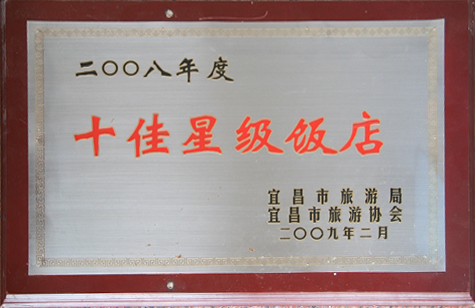 二〇〇八年度
十佳星级饭店
宜昌市旅游局
宜昌市旅游协会
二〇〇九年二月